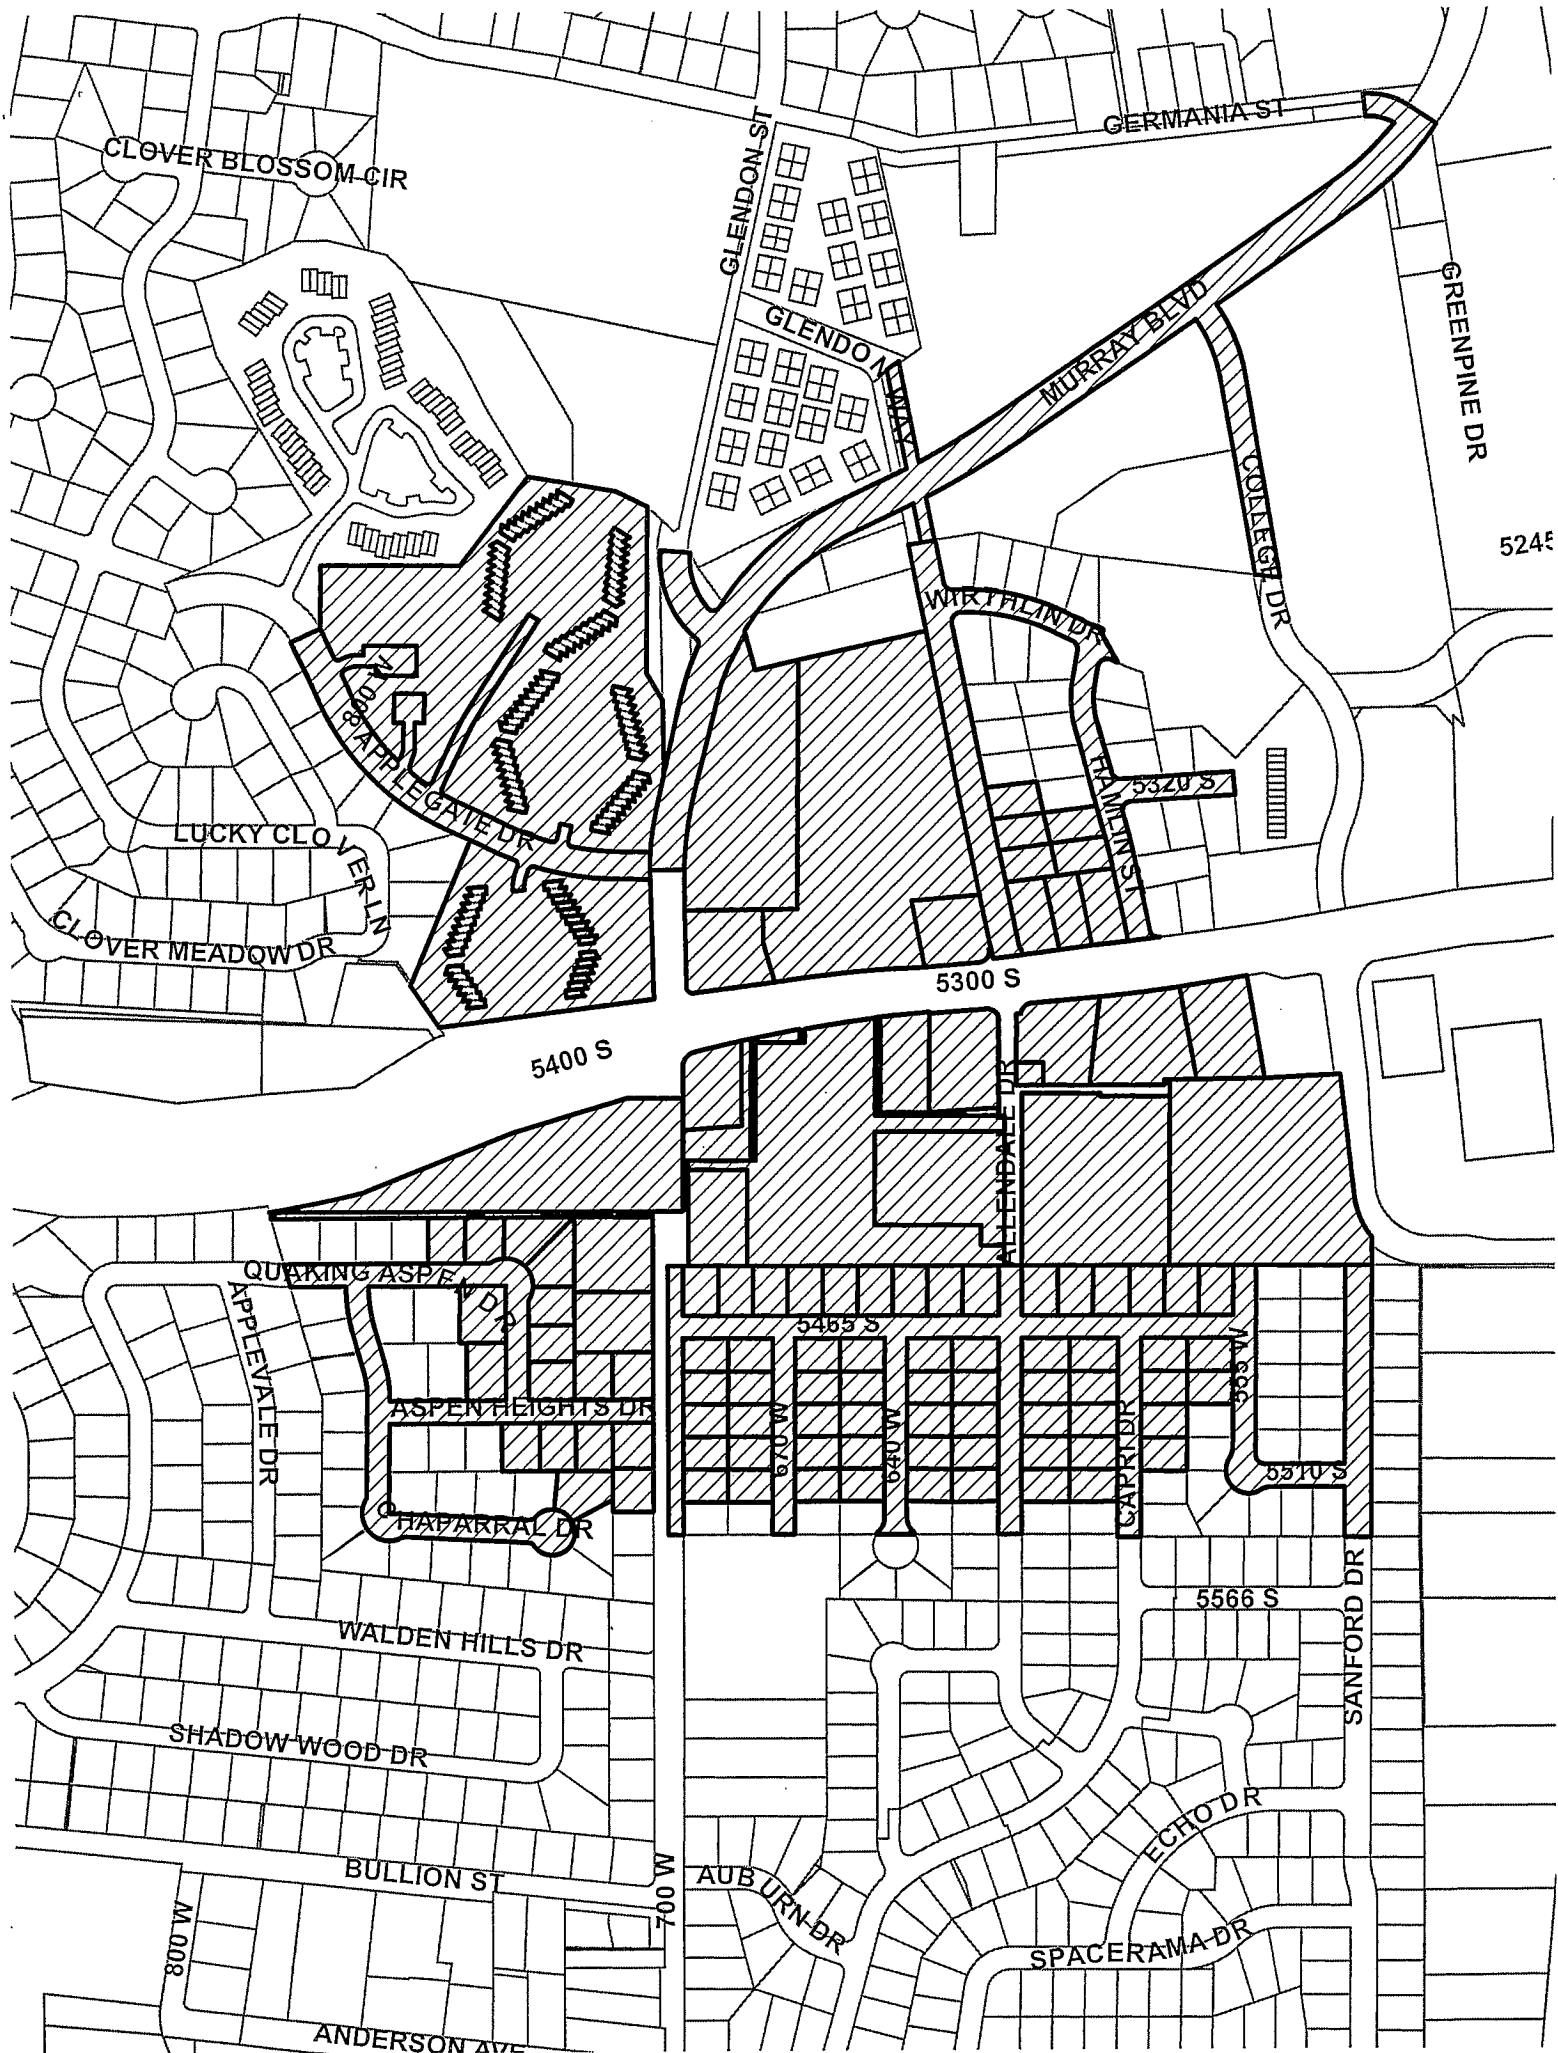 GERMANIA ST
CLOVER BLOSSOM CIR
GLENDON ST
GREENPINE DR
GLENDON WAY
MURRAY BLVD
COLLEGE DR
5245
WIRTHLIN DR
800 W
APPLEGATE DR
HAMLIN ST
5320 S
LUCKY CLOVER LN
CLOVER MEADOW DR
5300 S
5400 S
ALLENDALE DR
QUAKING ASPEN DR
APPLEVALE DR
5465 S
555 W
ASPEN HEIGHTS DR
670 W
640 W
CAPRI DR
5510 S
CHAPARRAL DR
5566 S
SANFORD DR
WALDEN HILLS DR
SHADOW WOOD DR
ECHO DR
BULLION ST
700 W
AUBURN DR
800 W
SPACERAMA DR
ANDERSON AVE